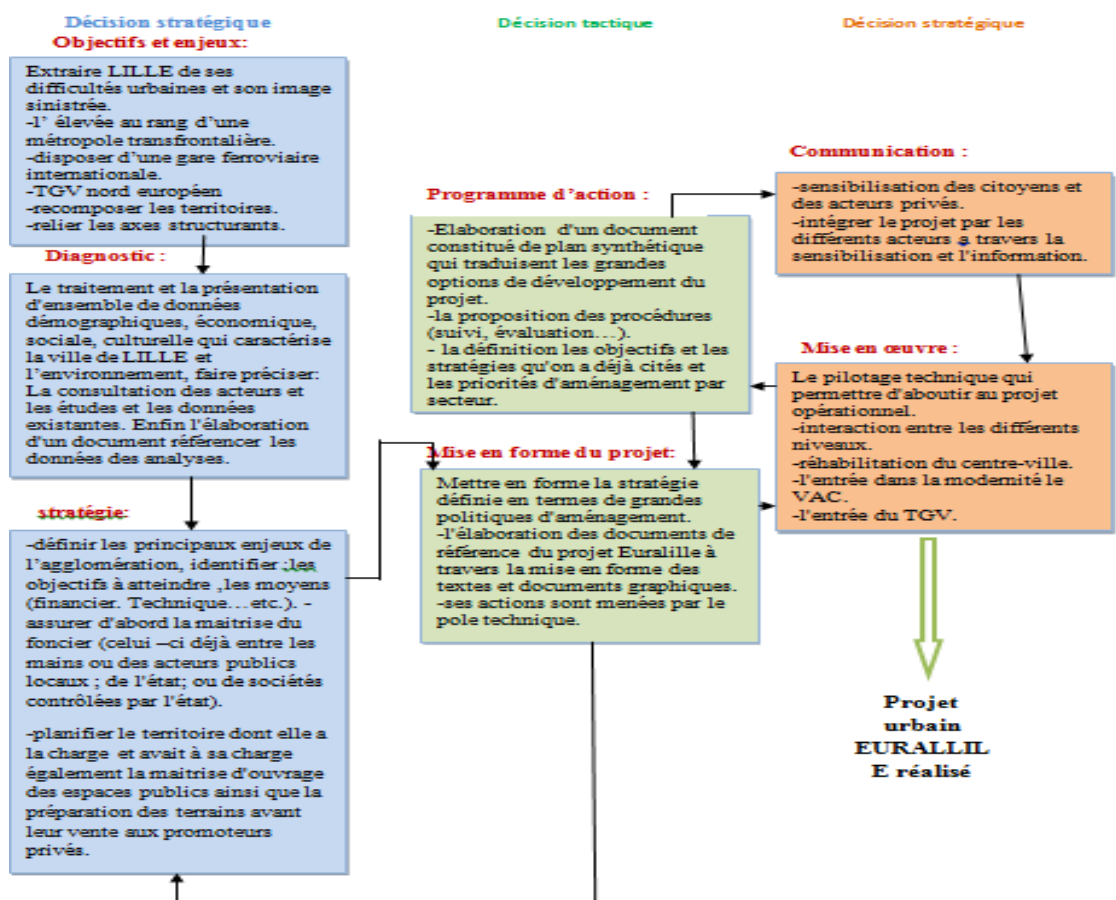 Décision stratégique
Objectifs et enjeux:
Extraire LILLE de ses
difficultés urbaines et son image
sinistrée.
-l' élevée au rang d'une
métropole transfrontalière.
-disposer d'une gare ferroviaire
internationale.
-TGV nord européen
-recomposer les territoires.
-relier les axes structurants.
Diagnostic :
Le traitement et la présentation
d'ensemble de données
démographiques, économique,
sociale, culturelle qui caractérise
la ville de LILLE et
l'environnement, faire préciser:
La consultation des acteurs et
les études et les données
existantes. Enfin l'élaboration
d'un document référencer les
données des analyses.
stratégie:
-définir les principaux enjeux de
l'agglomération, identifier ;les
objectifs à atteindre ,les moyens
(financier. Technique…etc.). -
assurer d'abord la maitrise du
foncier (celui –ci déjà entre les
mains ou des acteurs publics
locaux ; de l'état; ou de sociétés
contrôlées par l'état).
-planifier le territoire dont elle a
la charge et avait à sa charge
également la maitrise d'ouvrage
des espaces publics ainsi que la
préparation des terrains avant
leur vente aux promoteurs
privés.
Décision tactique
Programme d'action :
-Elaboration d'un document
constitué de plan synthétique
qui traduisent les grandes
options de développement du
projet.
-la proposition des procédures
(suivi, évaluation…).
- la définition les objectifs et les
stratégies qu'on a déjà cités et
les priorités d'aménagement par
secteur.
Mise en forme du projet:
Mettre en forme la stratégie
définie en termes de grandes
politiques d'aménagement.
-l'élaboration des documents de
référence du projet Euralille à
travers la mise en forme des
textes et documents graphiques.
-ses actions sont menées par le
pole technique.
Décision stratégique
Communication :
-sensibilisation des citoyens et
des acteurs privés.
-intégrer le projet par les
différents acteurs a travers la
sensibilisation et l'information.
Mise en œuvre :
Le pilotage technique qui
permettre d'aboutir au projet
opérationnel.
-interaction entre les différents
niveaux.
-réhabilitation du centre-ville.
-l'entrée dans la modernité le
VAC.
-l'entrée du TGV.
Projet
urbain
EURALLIL
E réalisé